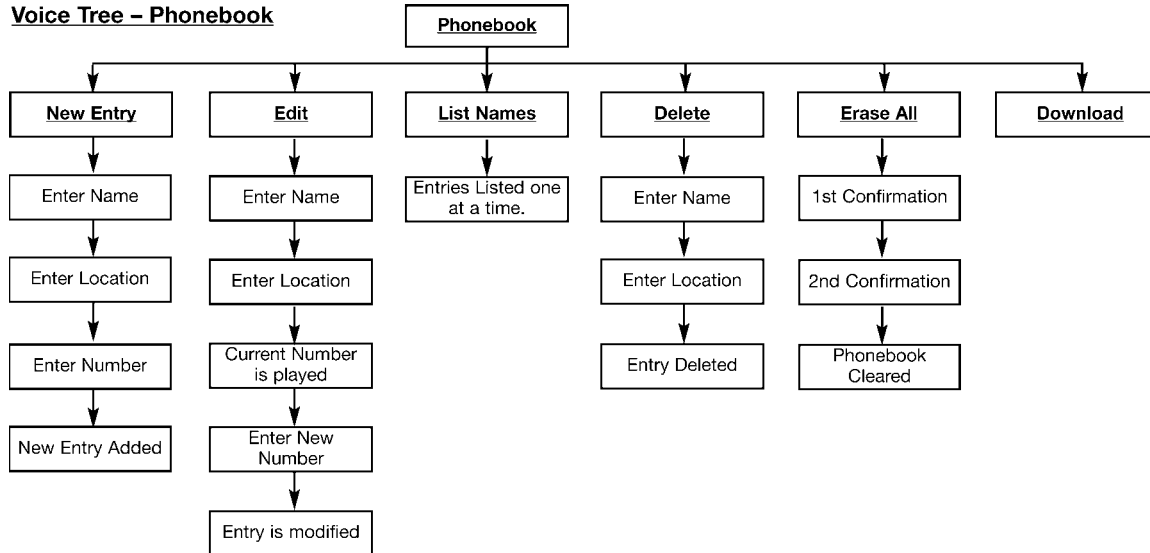 Voice Tree – Phonebook
Phonebook
New Entry
Edit
List Names
Delete
Erase All
Download
Enter Name
Enter Name
Entries Listed one
at a time.
Enter Name
1st Confirmation
Enter Location
Enter Location
Enter Location
2nd Confirmation
Enter Number
Current Number
is played
Entry Deleted
Phonebook
Cleared
New Entry Added
Enter New
Number
Entry is modified